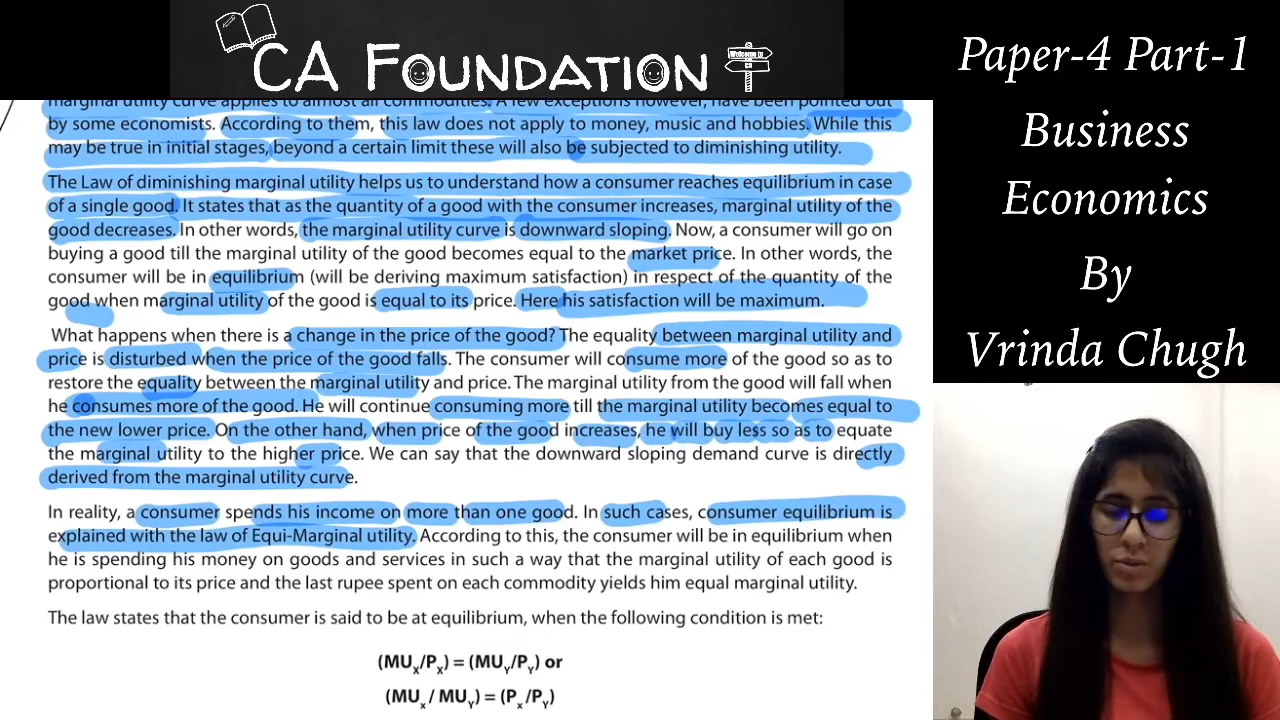 CA FOUNDATION
Welcome to
CA
Paper-4 Part-1
Business
Economics
By
Vrinda Chugh
marginal utility curve applies to almost all commodities. A few exceptions however, have been pointed out
by some economists. According to them, this law does not apply to money, music and hobbies. While this
may be true in initial stages, beyond a certain limit these will also be subjected to diminishing utility.
The Law of diminishing marginal utility helps us to understand how a consumer reaches equilibrium in case
of a single good. It states that as the quantity of a good with the consumer increases, marginal utility of the
good decreases. In other words, the marginal utility curve is downward sloping. Now, a consumer will go on
buying a good till the marginal utility of the good becomes equal to the market price. In other words, the
consumer will be in equilibrium (will be deriving maximum satisfaction) in respect of the quantity of the
good when marginal utility of the good is equal to its price. Here his satisfaction will be maximum.
What happens when there is a change in the price of the good? The equality between marginal utility and
price is disturbed when the price of the good falls. The consumer will consume more of the good so as to
restore the equality between the marginal utility and price. The marginal utility from the good will fall when
he consumes more of the good. He will continue consuming more till the marginal utility becomes equal to
the new lower price. On the other hand, when price of the good increases, he will buy less so as to equate
the marginal utility to the higher price. We can say that the downward sloping demand curve is directly
derived from the marginal utility curve.
In reality, a consumer spends his income on more than one good. In such cases, consumer equilibrium is
explained with the law of Equi-Marginal utility. According to this, the consumer will be in equilibrium when
he is spending his money on goods and services in such a way that the marginal utility of each good is
proportional to its price and the last rupee spent on each commodity yields him equal marginal utility.
The law states that the consumer is said to be at equilibrium, when the following condition is met:
(MUX/PX) = (MUY/PY) or
(MUx / MUY) = (Px /PY)